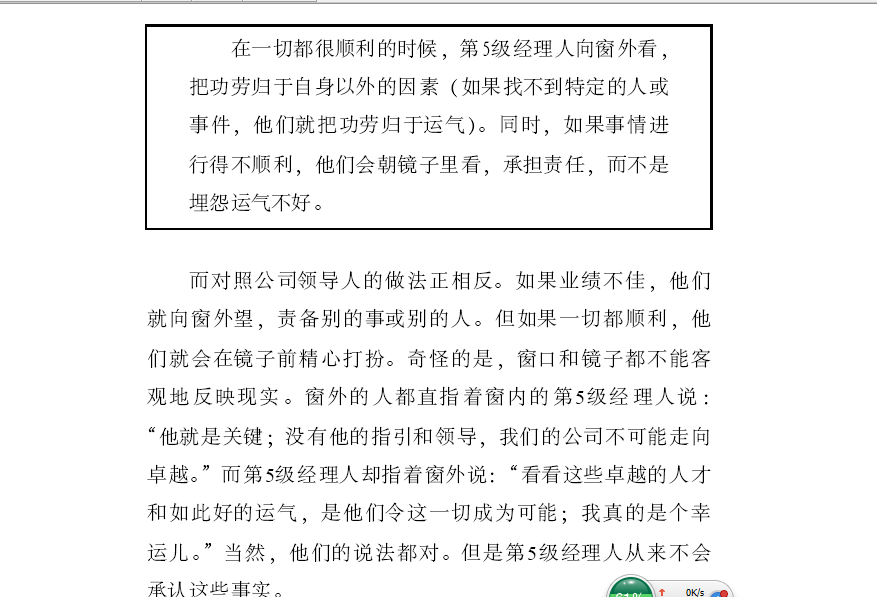 在一切都很顺利的时候，第5级经理人向窗外看，
把功劳归于自身以外的因素（如果找不到特定的人或
事件，他们就把功劳归于运气)。同时，如果事情进
行得不顺利，他们会朝镜子里看，承担责任，而不是
埋怨运气不好。
而对照公司领导人的做法正相反。如果业绩不佳，他们
就向窗外望，责备别的事或别的人。但如果一切都顺利，他
们就会在镜子前精心打扮。奇怪的是，窗口和镜子都不能客
观地反映现实。窗外的人都直指着窗内的第5级经理人说：
“他就是关键；没有他的指引和领导，我们的公司不可能走向
卓越。”而第5级经理人却指着窗外说：“看看这些卓越的人才
和如此好的运气，是他们令这一切成为可能；我真的是个幸
运儿。”当然，他们的说法都对。但是第5级经理人从来不会
承认这些事实。
0K/s